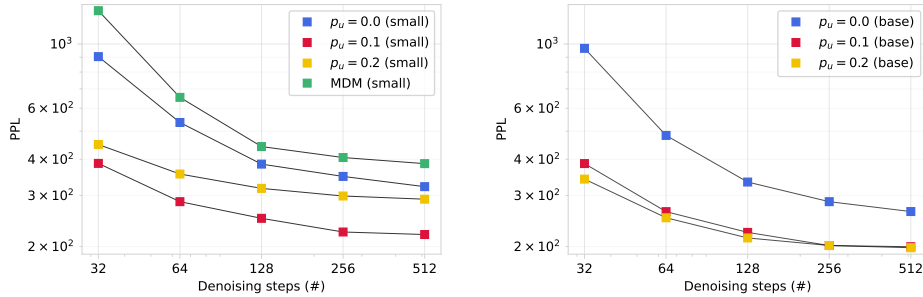 p_u = 0.0 (small)
p_u = 0.1 (small)
p_u = 0.2 (small)
MDM (small)
10³
6 × 10²
4 × 10²
3 × 10²
2 × 10²
PPL
32 64 128 256 512
Denoising steps (#)
p_u = 0.0 (base)
p_u = 0.1 (base)
p_u = 0.2 (base)
10³
6 × 10²
4 × 10²
3 × 10²
2 × 10²
PPL
32 64 128 256 512
Denoising steps (#)